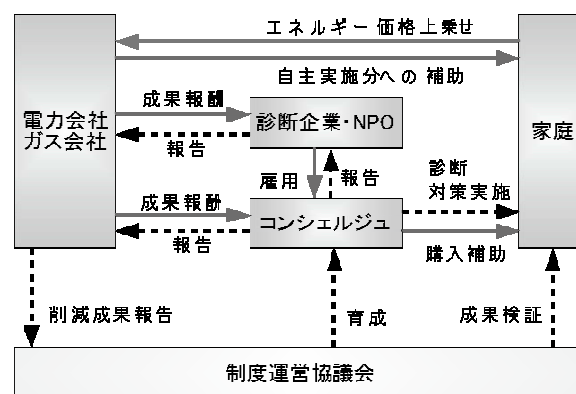 エネルギー価格上乗せ
自主実施分への補助
電力会社
ガス会社
成果報酬
報告
診断企業・NPO
家庭
雇用
報告
診断
対策実施
成果報酬
報告
コンシェルジュ
購入補助
削減成果報告
育成
成果検証
制度運営協議会